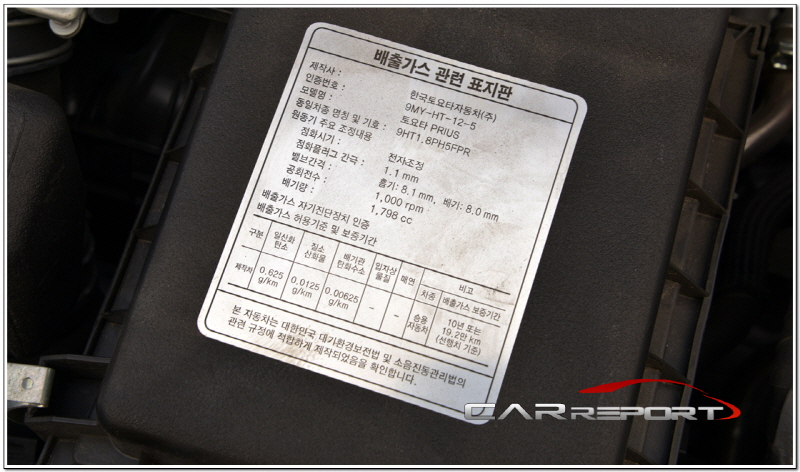 배출가스 관련 표지판
제작사 : 한국토요타자동차(주)
인증번호 : 9MY-HT-12-5
모델명 : 토요타 PRIUS
동일차종 명칭 및 기호 : 9HT1.8PH5FPR
원동기 주요 조정내용
점화시기 : 전자조정
점화플러그 간극 : 1.1 mm
밸브간격 : 흡기: 8.1 mm, 배기: 8.0 mm
공회전수 : 1,000 rpm
배기량 : 1,798 cc
배출가스 자기진단장치 인증
배출가스 허용기준 및 보증기간
구분 일산화탄소 질소산화물 배기관탄화수소 입자상물질 매연 비고
차종 배출가스 보증기간
제작차 0.625 g/km 0.0125 g/km 0.00625 g/km - - 승용자동차 10년 또는 19.2만 km (선행치 기준)
본 자동차는 대한민국 대기환경보전법 및 소음진동관리법의
관련 규정에 적합하게 제작되었음을 확인합니다.
CARREPORT